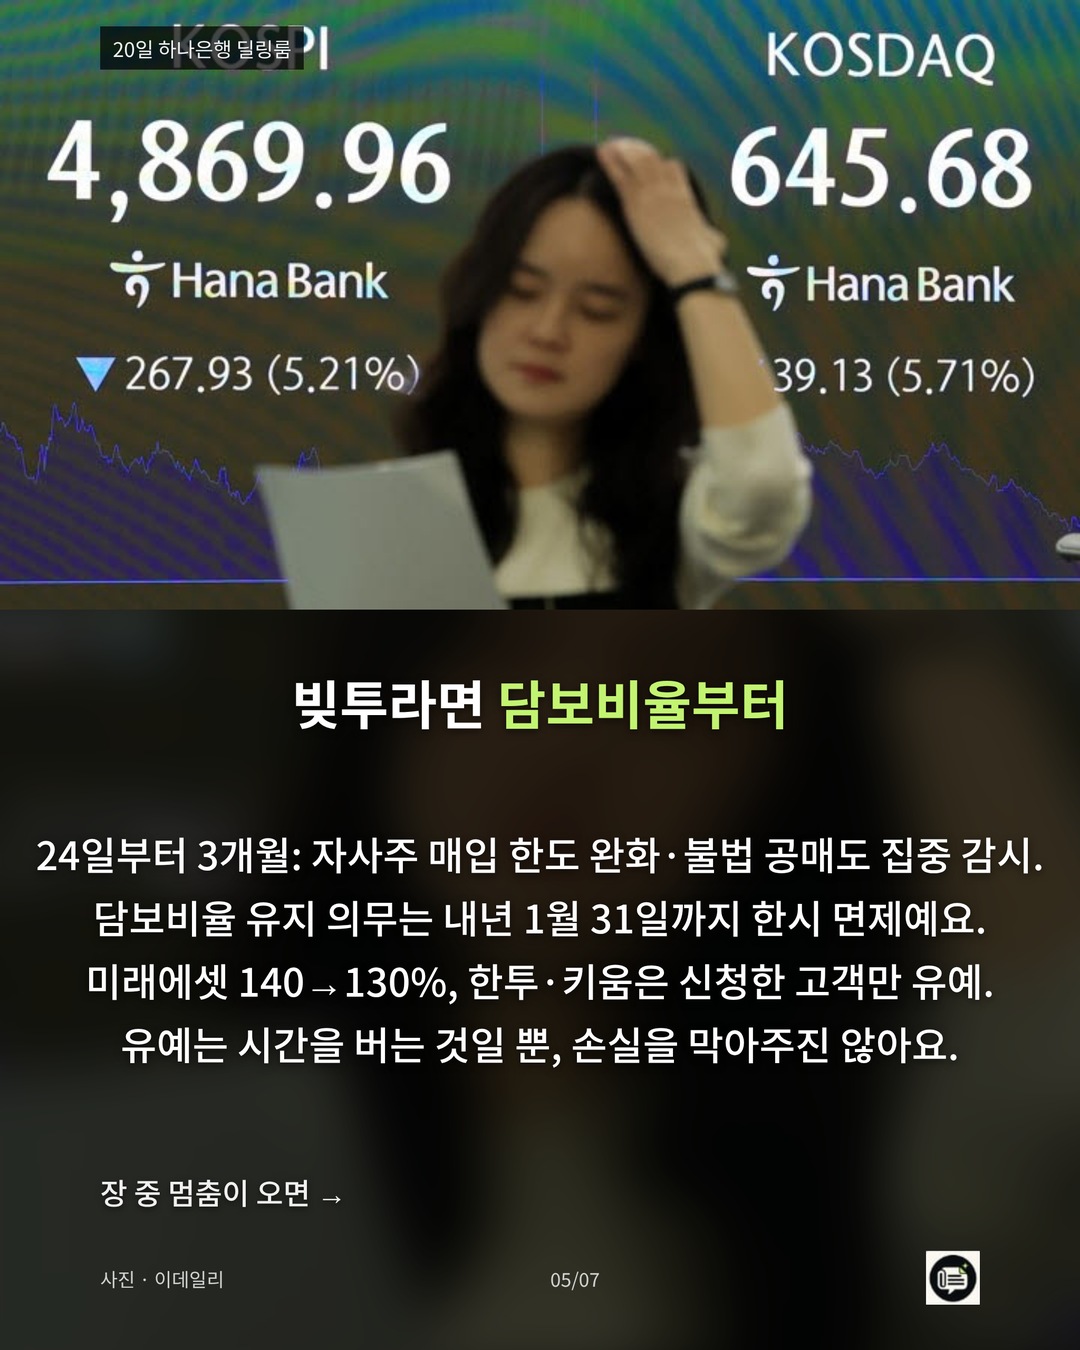 20일 하나은행 딜링룸
KOSPI
KOSDAQ
4,869.96
645.68
Hana Bank
Hana Bank
▼267.93 (5.21%)
39.13 (5.71%)
빚투라면 담보비율부터
24일부터 3개월: 자사주 매입 한도 완화·불법 공매도 집중 감시.
담보비율 유지 의무는 내년 1월 31일까지 한시 면제예요.
미래에셋 140→130%, 한투·키움은 신청한 고객만 유예.
유예는 시간을 버는 것일 뿐, 손실을 막아주진 않아요.
장 중 멈춤이 오면 →
사진 · 이데일리
05/07